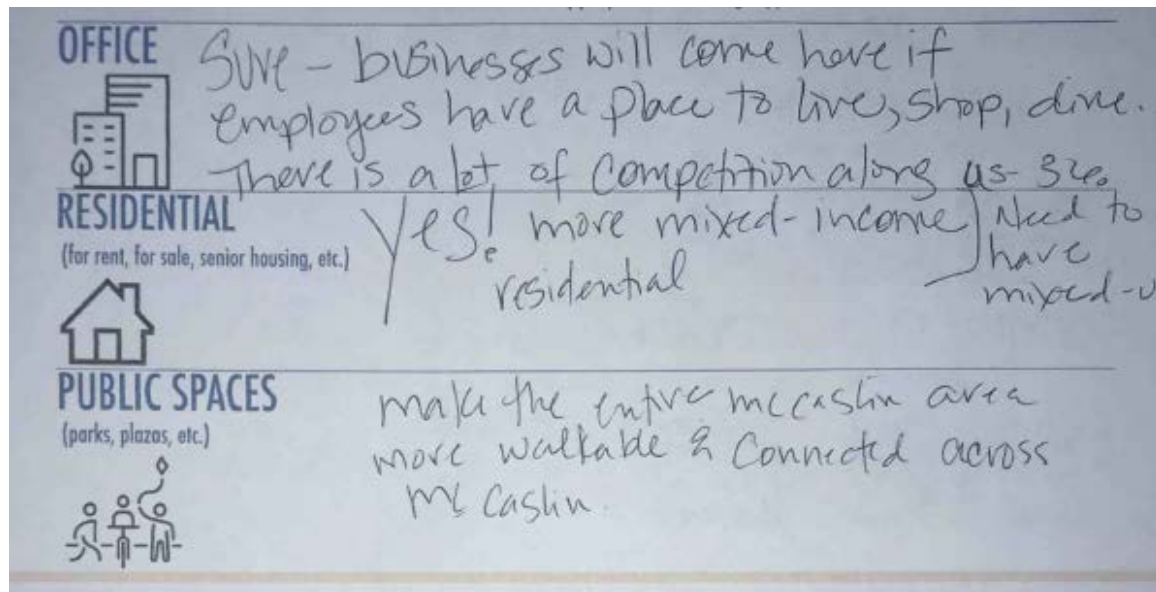 OFFICE
Sure - businesses will come here if
employees have a place to live, shop, dine.
There is a lot of competition along US-36.
RESIDENTIAL
(for rent, for sale, senior housing, etc.)
Yes! more mixed-income
residential
Need to
have
mixed-u
PUBLIC SPACES
(parks, plazas, etc.)
make the entire mccaslin area
more walkable & connected across
McCaslin.